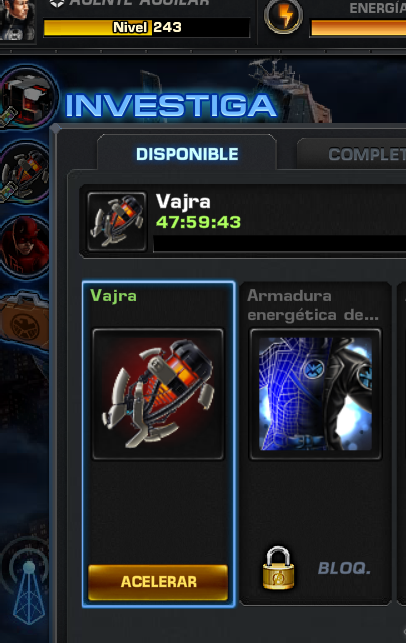 AGENTE AGUILAR
Nivel 243
ENERGÍA
INVESTIGA
DISPONIBLE
COMPLET
Vajra
47:59:43
Vajra
Armadura
energética de...
ACELERAR
BLOQ.